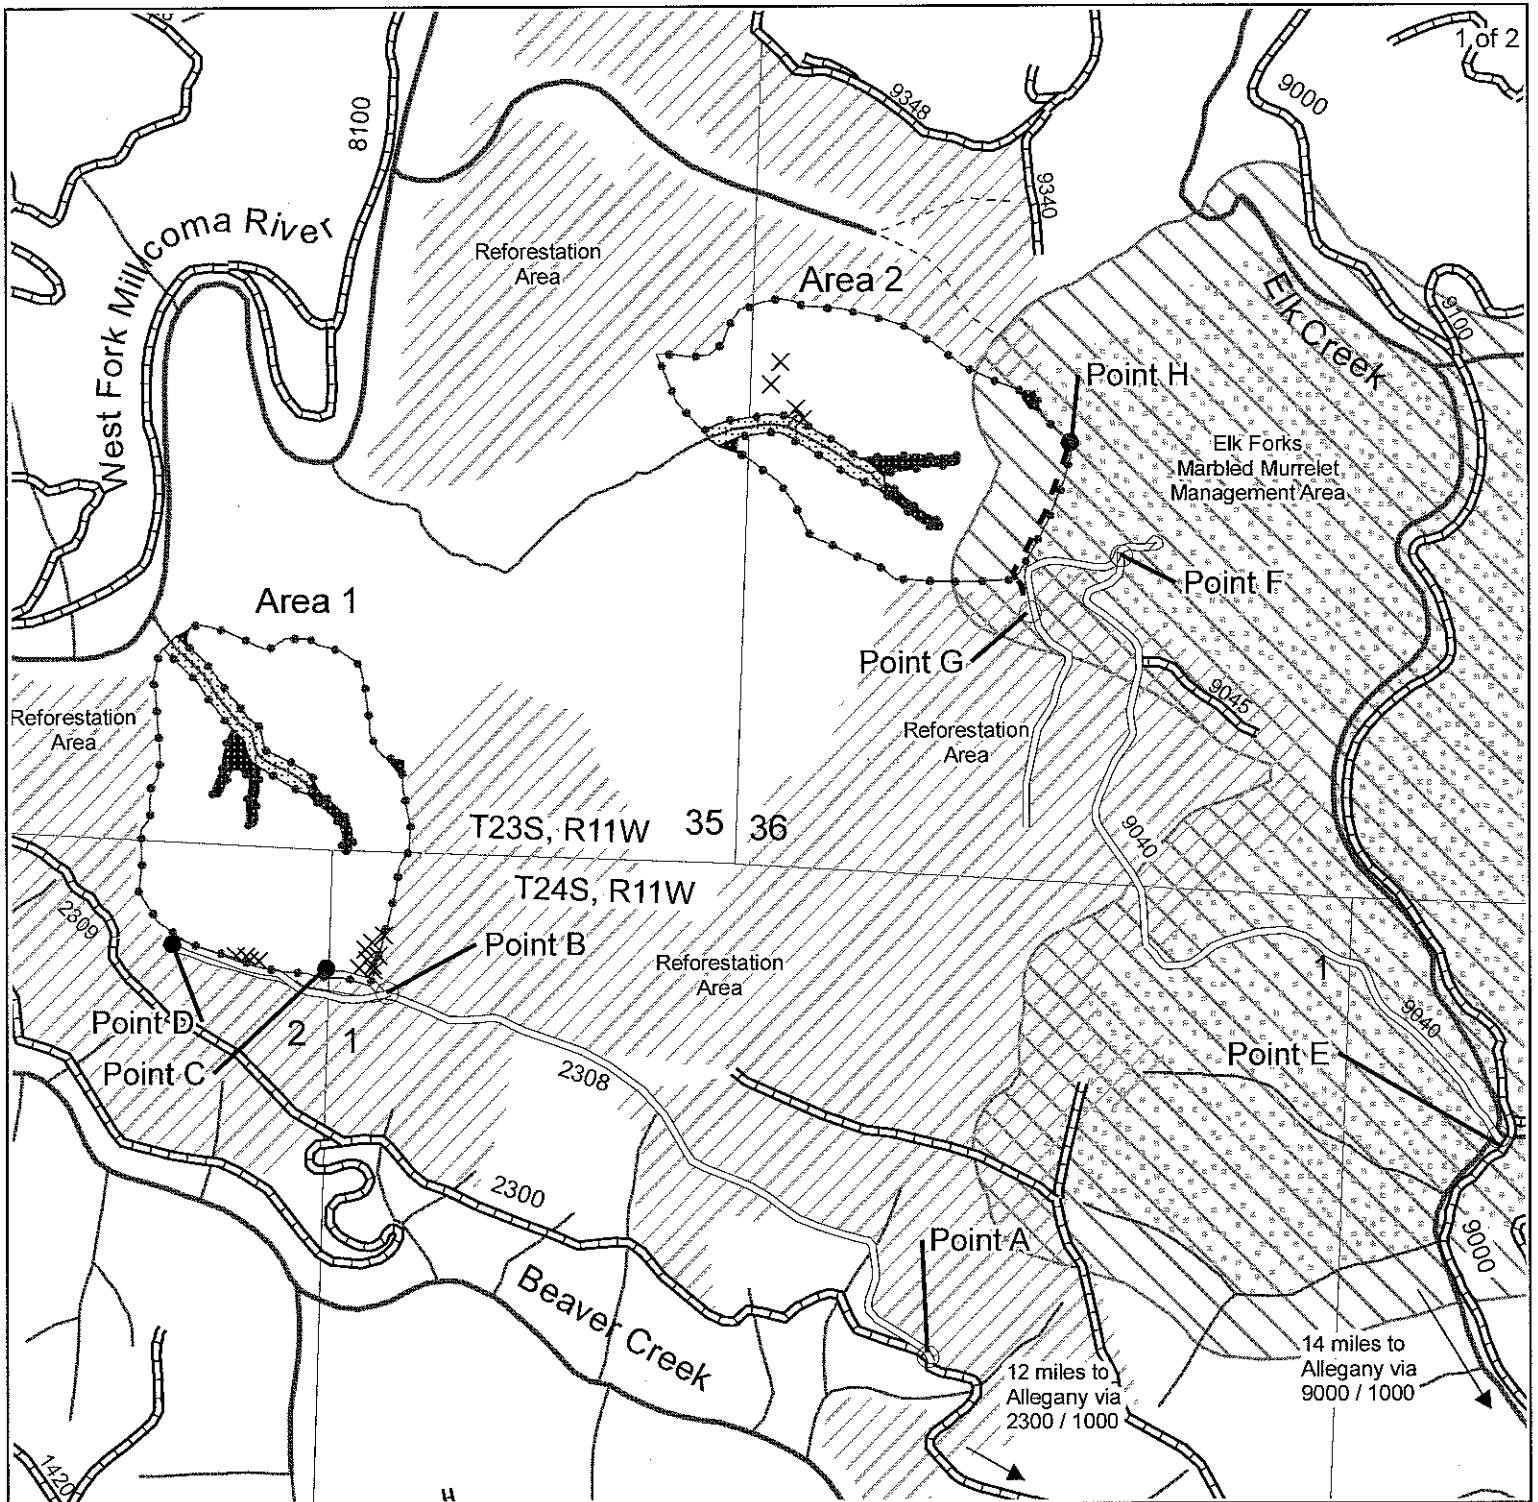 1 of 2
8100
9348
9000
9340
West Fork Millicoma River
Reforestation
Area
Area 2
Elk Creek
9100
Point H
Elk Forks
Marbled Murrelet
Management Area
Point F
Area 1
Point G
9045
Reforestation
Area
Reforestation
Area
T23S, R11W
35
36
9040
T24S, R11W
2309
Point B
Reforestation
Area
1
9040
Point D
2
1
Point E
Point C
2308
2300
Point A
9000
Beaver Creek
12 miles to
Allegany via
2300 / 1000
14 miles to
Allegany via
9000 / 1000
1420